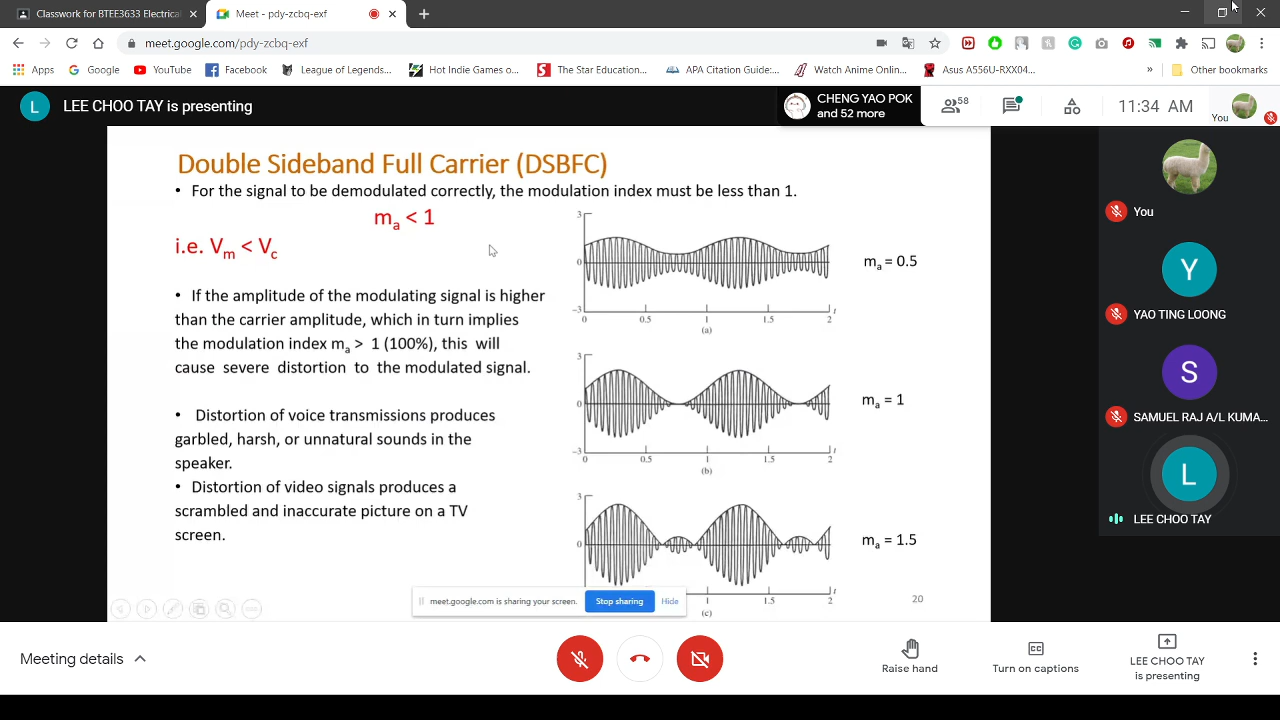 Classwork for BTEE3633 Electrical
Meet - pdy-zcbq-exf
meet.google.com/pdy-zcbq-exf
Apps
Google
YouTube
Facebook
League of Legends...
Hot Indie Games o...
The Star Education...
APA Citation Guide:...
Watch Anime Onlin...
Asus A556U-RXX04...
»
Other bookmarks
L
LEE CHOO TAY is presenting
CHENG YAO POK
and 52 more
58
11:34 AM
You
Double Sideband Full Carrier (DSBFC)
• For the signal to be demodulated correctly, the modulation index must be less than 1.
ma < 1
i.e. Vm < Vc
• If the amplitude of the modulating signal is higher
than the carrier amplitude, which in turn implies
the modulation index ma > 1 (100%), this will
cause severe distortion to the modulated signal.
• Distortion of voice transmissions produces
garbled, harsh, or unnatural sounds in the
speaker.
• Distortion of video signals produces a
scrambled and inaccurate picture on a TV
screen.
3
0
ma = 0.5
−3
t
0 0.5 1 1.5 2
(a)
3
0
ma = 1
−3
t
0 0.5 1 1.5 2
(b)
3
0
ma = 1.5
t
1 1.5 2
(c)
20
meet.google.com is sharing your screen.
Stop sharing
Hide
You
Y
YAO TING LOONG
S
SAMUEL RAJ A/L KUMA...
L
LEE CHOO TAY
Meeting details
Raise hand
CC
Turn on captions
LEE CHOO TAY
is presenting